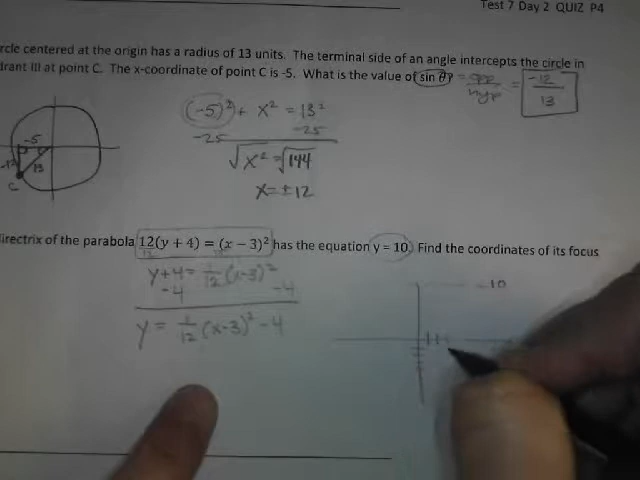 Test 7 Day 2 QUIZ P4
rcle centered at the origin has a radius of 13 units. The terminal side of an angle intercepts the circle in
drant III at point C. The x-coordinate of point C is -5. What is the value of sin θ? = opp/hyp = -12/13
(-5)² + x² = 13²
-25 -25
√x² = √144
x = ±12
-5
-12
13
C
directrix of the parabola 12(y + 4) = (x − 3)² has the equation y = 10. Find the coordinates of its focus
12 12
y+4 = 1/12 (x-3)²
-4 -4
y = 1/12 (x-3)² - 4
10